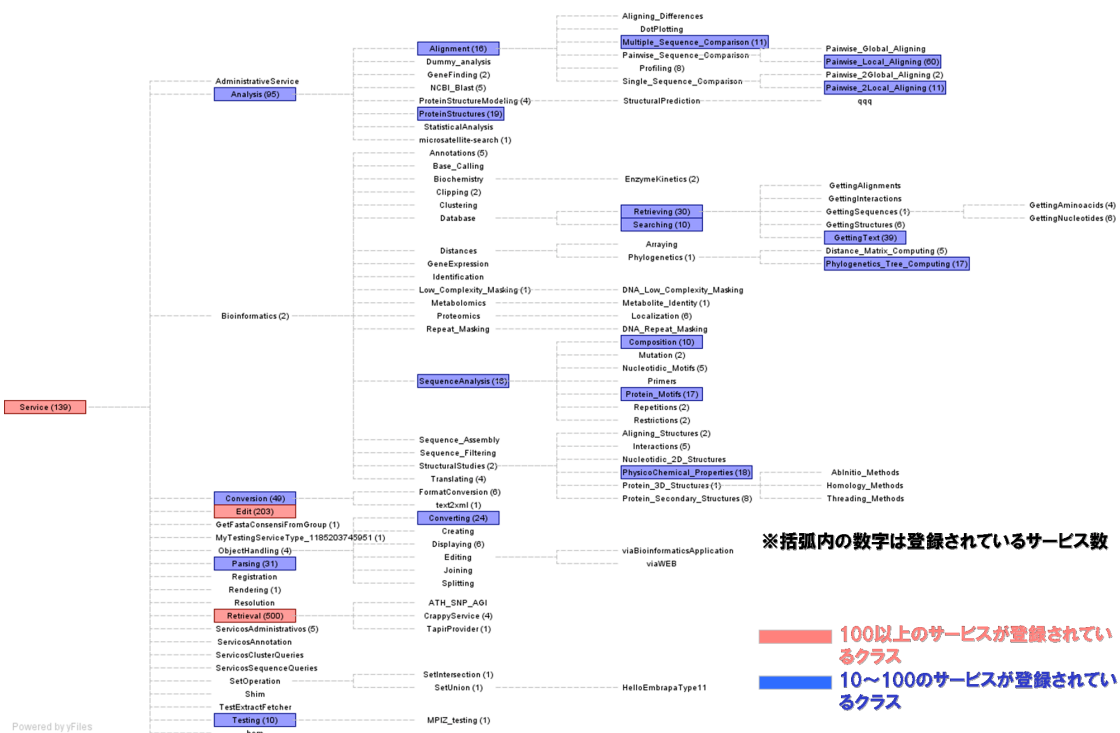 Aligning_Differences
DotPlotting
Alignment (16)
Multiple_Sequence_Comparison (11)
Pairwise_Global_Aligning
Dummy_analysis
Pairwise_Sequence_Comparison
Pairwise_Local_Aligning (60)
GeneFinding (2)
Profiling (8)
Pairwise_2Global_Aligning (2)
AdministrativeService
NCBI_Blast (5)
Single_Sequence_Comparison
Pairwise_2Local_Aligning (11)
Analysis (95)
ProteinStructureModeling (4)
StructuralPrediction
qqq
ProteinStructures (19)
StatisticalAnalysis
microsatellite-search (1)
Annotations (5)
Base_Calling
Biochemistry
EnzymeKinetics (2)
GettingAlignments
Clipping (2)
GettingInteractions
Clustering
Retrieving (30)
GettingSequences (1)
GettingAminoacids (4)
Database
Searching (10)
GettingStructures (6)
GettingNucleotides (6)
GettingText (39)
Distances
Arraying
Distance_Matrix_Computing (5)
GeneExpression
Phylogenetics (1)
Phylogenetics_Tree_Computing (17)
Identification
Low_Complexity_Masking (1)
DNA_Low_Complexity_Masking
Metabolomics
Metabolite_Identity (1)
Bioinformatics (2)
Proteomics
Localization (6)
Repeat_Masking
DNA_Repeat_Masking
Composition (10)
Mutation (2)
Nucleotidic_Motifs (5)
SequenceAnalysis (18)
Primers
Protein_Motifs (17)
Service (139)
Repetitions (2)
Restrictions (2)
Sequence_Assembly
Aligning_Structures (2)
Sequence_Filtering
Interactions (5)
StructuralStudies (2)
Nucleotidic_2D_Structures
Translating (4)
PhysicoChemical_Properties (18)
AbInitio_Methods
Protein_3D_Structures (1)
Homology_Methods
Conversion (49)
FormatConversion (6)
Protein_Secondary_Structures (8)
Threading_Methods
Edit (203)
text2xml (1)
GetFastaConsensiFromGroup (1)
Converting (24)
MyTestingServiceType_1185203745951 (1)
Creating
※括弧内の数字は登録されているサービス数
ObjectHandling (4)
Displaying (6)
Parsing (31)
Editing
viaBioinformaticsApplication
Registration
Joining
viaWEB
Rendering (1)
Splitting
Resolution
ATH_SNP_AGI
Retrieval (500)
CrappyService (4)
ServicosAdministrativos (5)
TapirProvider (1)
100以上のサービスが登録されてい
るクラス
ServicosAnnotation
ServicosClusterQueries
ServicosSequenceQueries
SetIntersection (1)
10～100のサービスが登録されてい
るクラス
SetOperation
SetUnion (1)
HelloEmbrapaType11
Shim
TestExtractFetcher
Testing (10)
MPIZ_testing (1)
Powered by yFiles